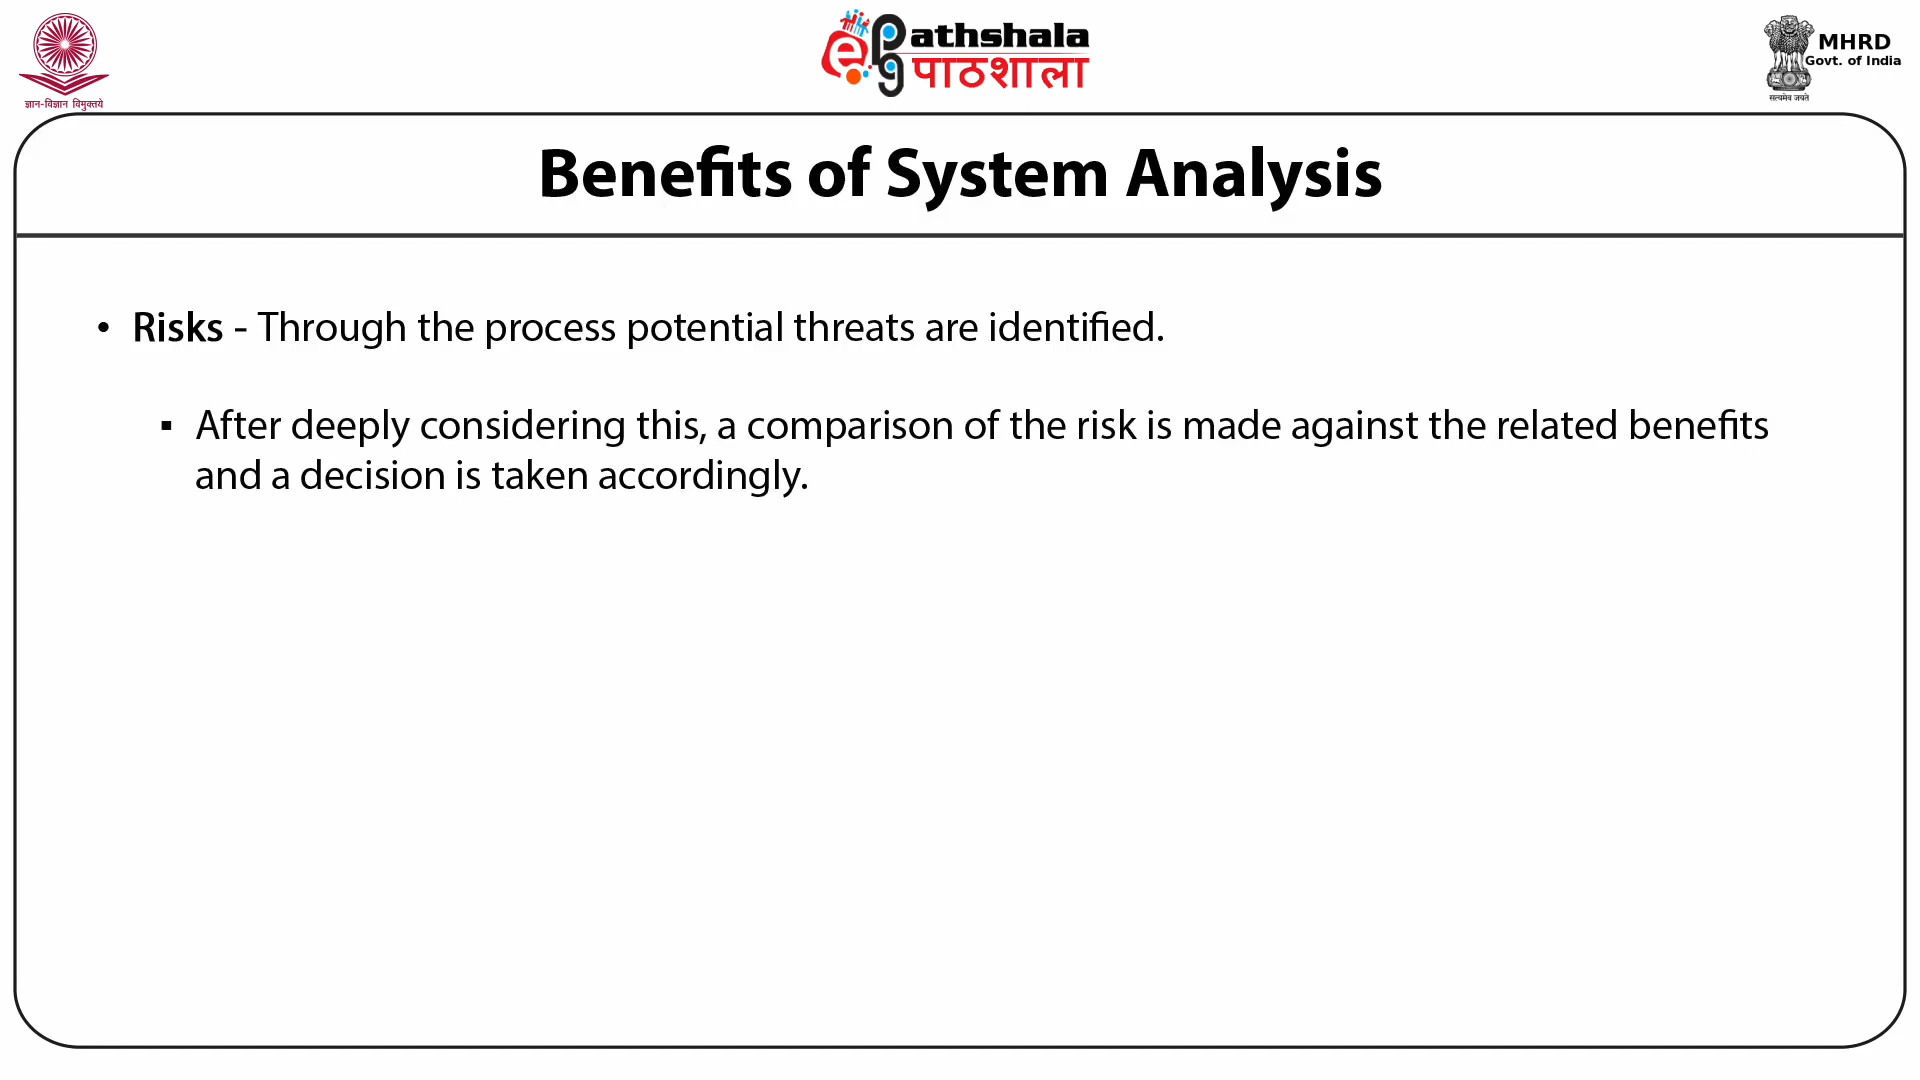 ज्ञान-विज्ञान विमुक्तये
e pg athshala
पाठशाला
MHRD
Govt. of India
सत्यमेव जयते
Benefits of System Analysis
• Risks - Through the process potential threats are identified.
▪ After deeply considering this, a comparison of the risk is made against the related benefits
and a decision is taken accordingly.